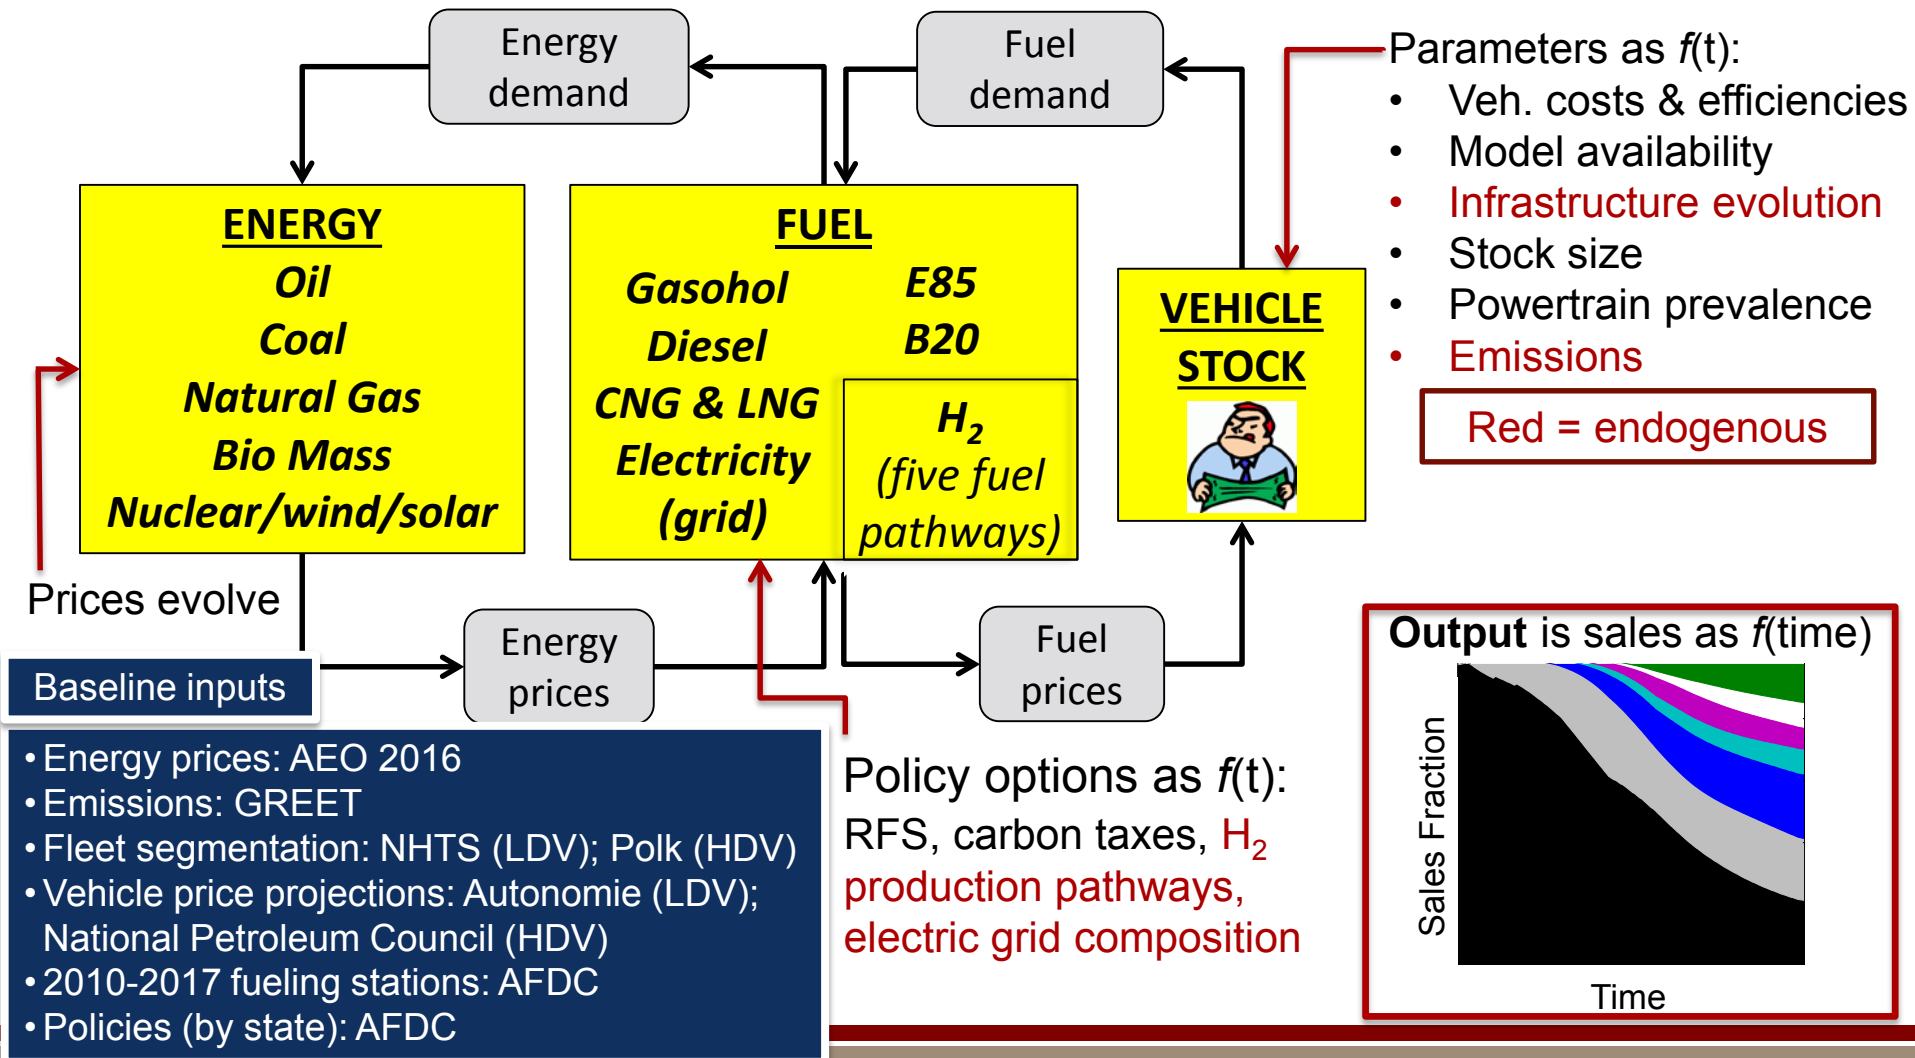 Energy
demand
Fuel
demand
Parameters as f(t):
• Veh. costs & efficiencies
• Model availability
• Infrastructure evolution
• Stock size
• Powertrain prevalence
• Emissions
Red = endogenous
ENERGY
Oil
Coal
Natural Gas
Bio Mass
Nuclear/wind/solar
FUEL
Gasohol
Diesel
CNG & LNG
Electricity
(grid)
E85
B20
H2
(five fuel
pathways)
VEHICLE
STOCK
Prices evolve
Energy
prices
Fuel
prices
Baseline inputs
• Energy prices: AEO 2016
• Emissions: GREET
• Fleet segmentation: NHTS (LDV); Polk (HDV)
• Vehicle price projections: Autonomie (LDV);
National Petroleum Council (HDV)
• 2010-2017 fueling stations: AFDC
• Policies (by state): AFDC
Policy options as f(t):
RFS, carbon taxes, H2
production pathways,
electric grid composition
Output is sales as f(time)
Sales Fraction
Time